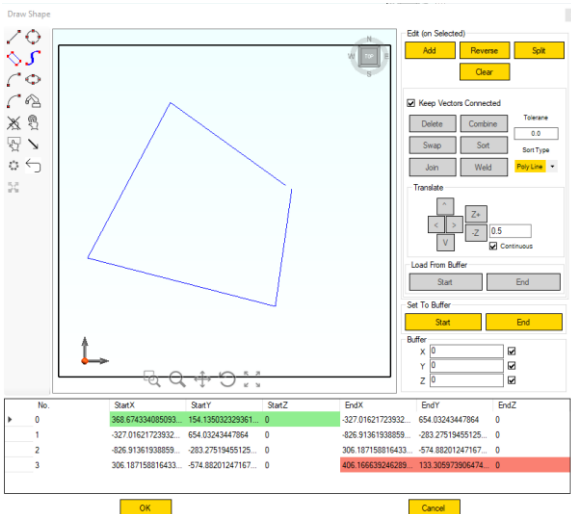 Draw Shape
Edit (on Selected)
Add Reverse Split
Clear
Keep Vectors Connected
Delete Combine Tolerane
0.0
Swap Sort Sort Type
Join Weld Poly Line
Translate
^ Z+
< > -Z 0.5
V Continuous
Load From Buffer
Start End
Set To Buffer
Start End
Buffer
X 0
Y 0
Z 0
N
W TOP E
S
No. StartX StartY StartZ EndX EndY EndZ
0 368.674334085093... 154.135032329361... 0 -327.01621723932... 654.03243447864 0
1 -327.01621723932... 654.03243447864 0 -826.91361938859... -283.27519455125... 0
2 -826.91361938859... -283.27519455125... 0 306.187158816433... -574.88201247167... 0
3 306.187158816433... -574.88201247167... 0 406.166639246289... 133.305973906474... 0
OK Cancel